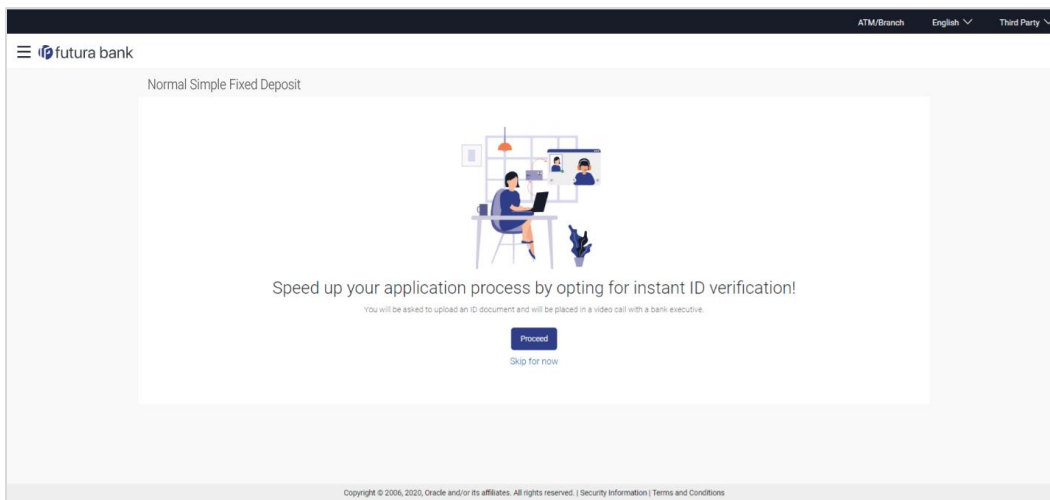 ATM/Branch English Third Party
futura bank
Normal Simple Fixed Deposit
Speed up your application process by opting for instant ID verification!
You will be asked to upload an ID document and will be placed in a video call with a bank executive.
Proceed
Skip for now
Copyright © 2006, 2020, Oracle and/or its affiliates. All rights reserved. | Security Information | Terms and Conditions